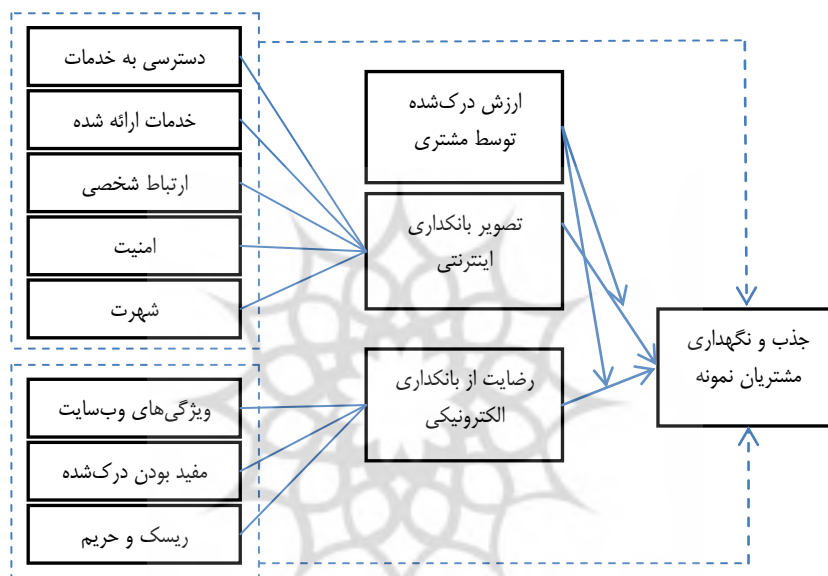 دسترسی به خدمات
خدمات ارائه شده
ارتباط شخصی
امنیت
شهرت
ویژگی‌های وب‌سایت
مفید بودن درک‌شده
ریسک و حریم
ارزش درک‌شده
توسط مشتری
تصویر بانکداری
اینترنتی
رضایت از بانکداری
الکترونیکی
جذب و نگهداری
مشتریان نمونه